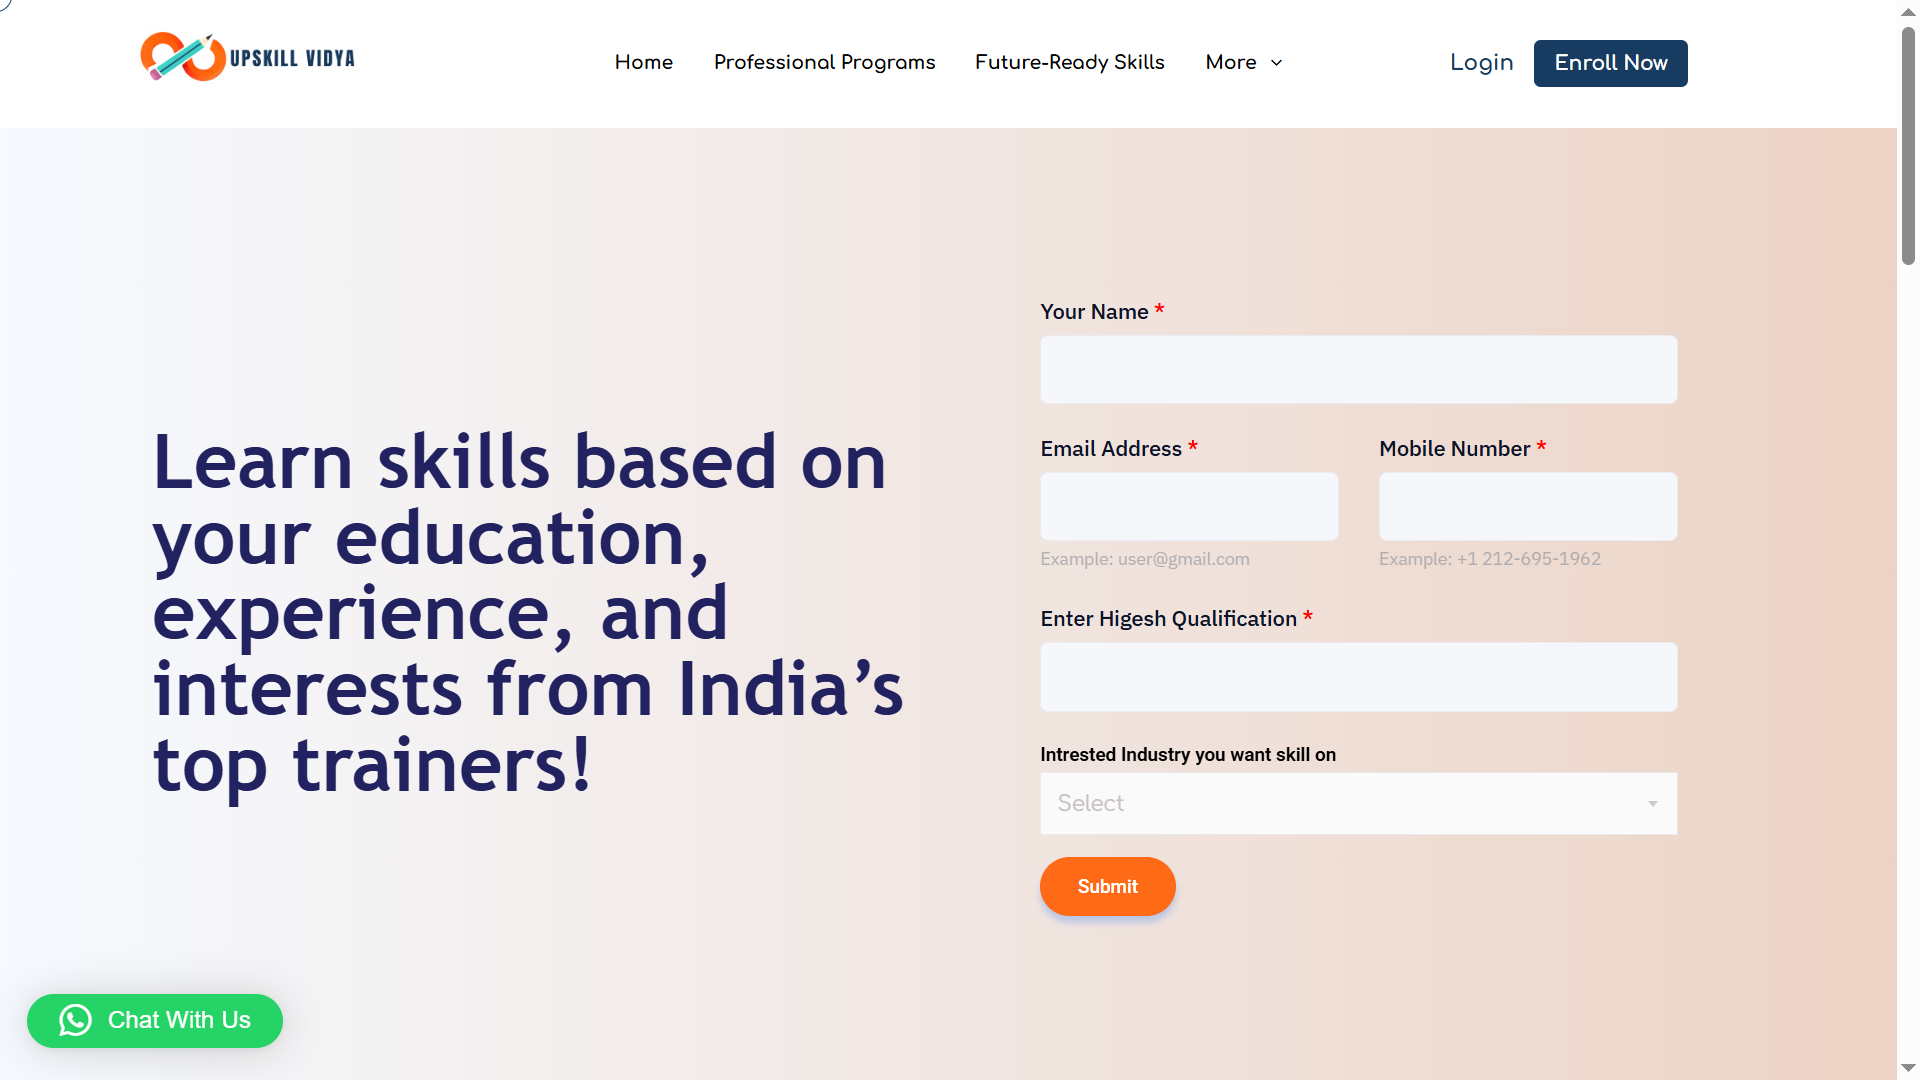 UPSKILL VIDYA
Home
Professional Programs
Future-Ready Skills
More
Login
Enroll Now
Learn skills based on
your education,
experience, and
interests from India’s
top trainers!
Your Name *
Email Address *
Mobile Number *
Example: user@gmail.com
Example: +1 212-695-1962
Enter Higesh Qualification *
Intrested Industry you want skill on
Select
Submit
Chat With Us